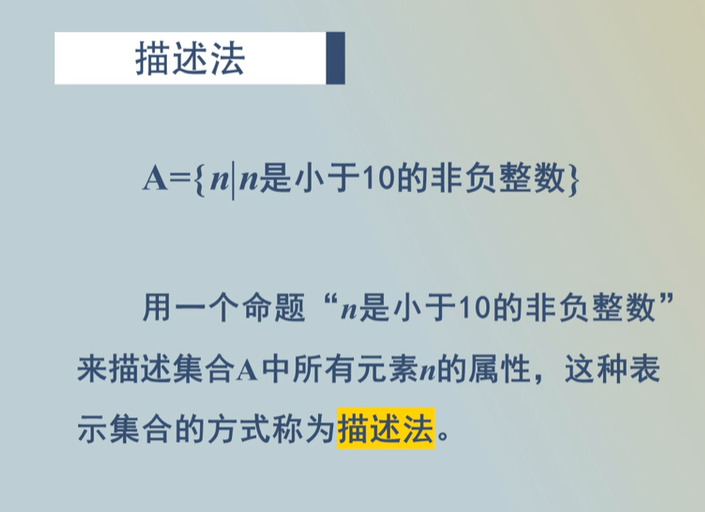 描述法
A={n|n是小于10的非负整数}
用一个命题“n是小于10的非负整数”
来描述集合A中所有元素n的属性，这种表
示集合的方式称为描述法。